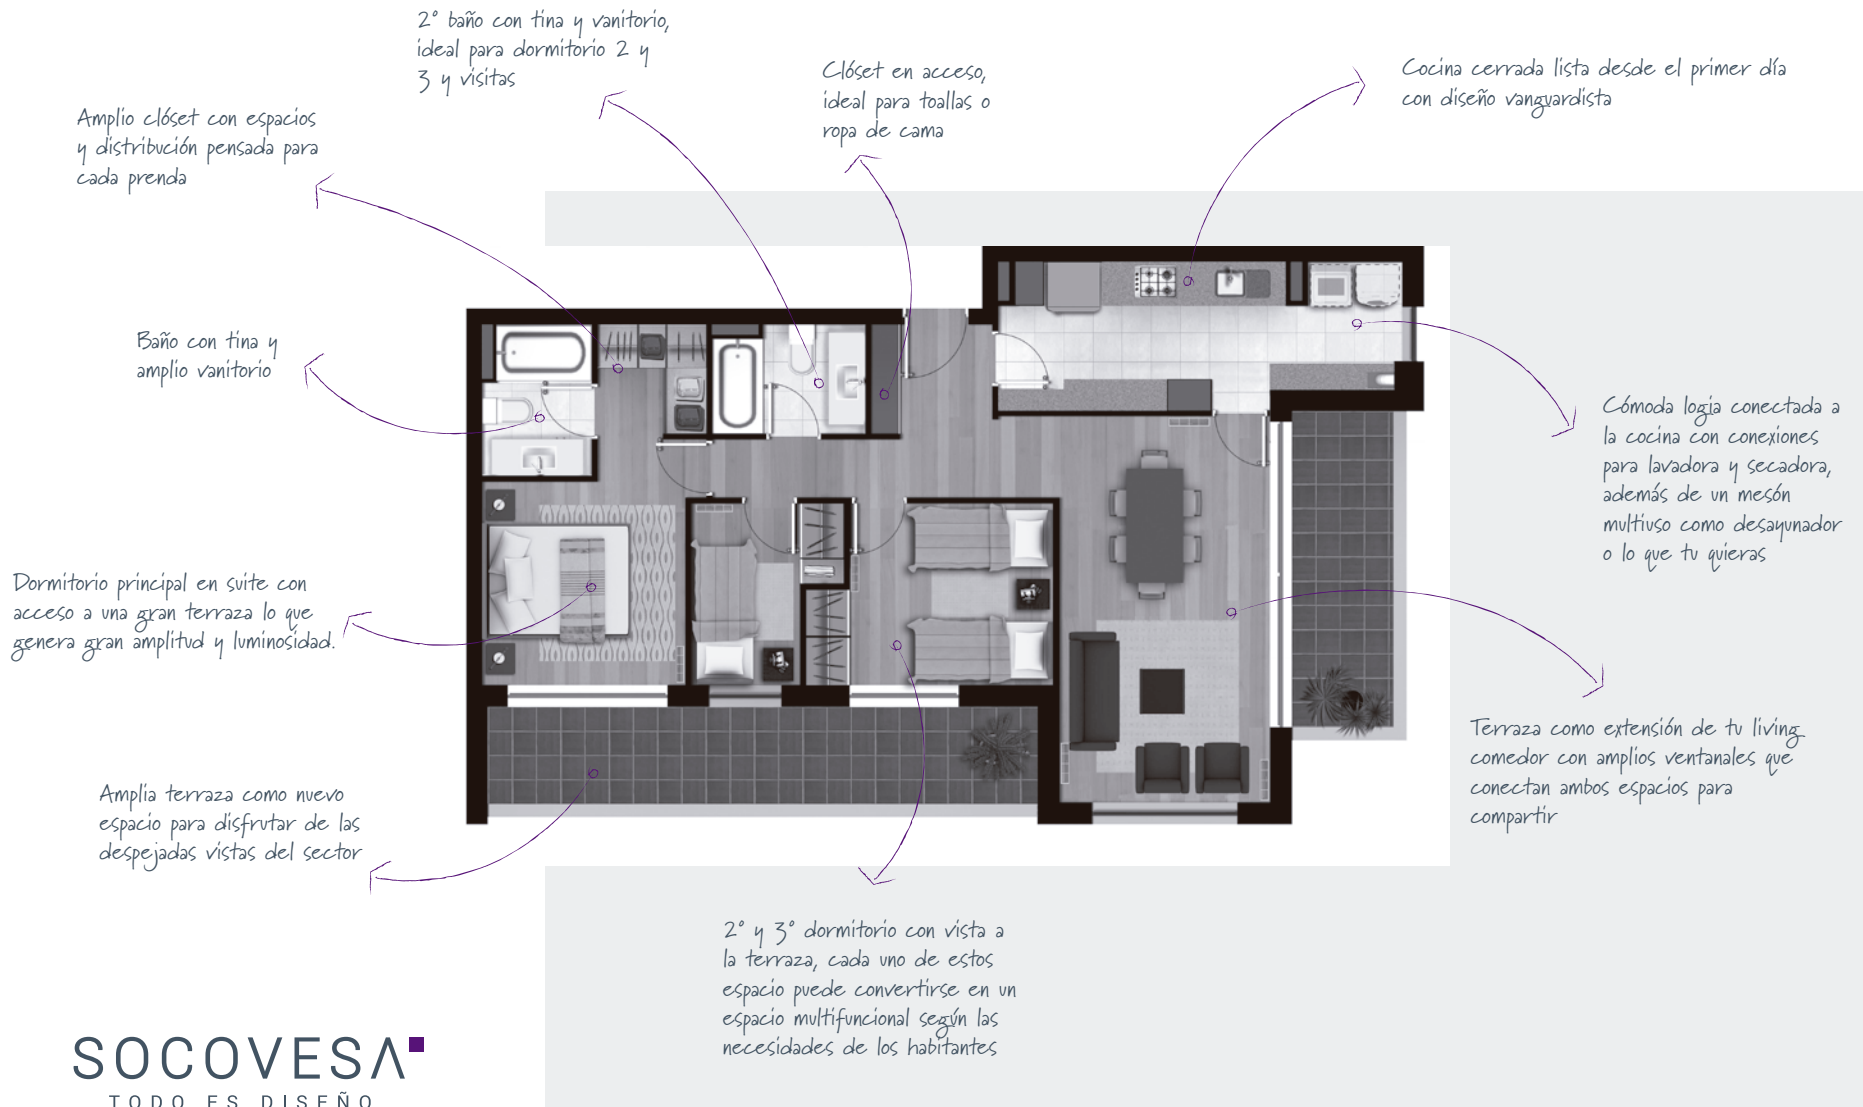 2° baño con tina y vanitorio,
ideal para dormitorio 2 y
3 y visitas
Clóset en acceso,
ideal para toallas o
ropa de cama
Cocina cerrada lista desde el primer día
con diseño vanguardista
Amplio clóset con espacios
y distribución pensada para
cada prenda
Baño con tina y
amplio vanitorio
Cómoda logia conectada a
la cocina con conexiones
para lavadora y secadora,
además de un mesón
multiuso como desayunador
o lo que tu quieras
Dormitorio principal en suite con
acceso a una gran terraza lo que
genera gran amplitud y luminosidad.
Terraza como extensión de tu living
comedor con amplios ventanales que
conectan ambos espacios para
compartir
Amplia terraza como nuevo
espacio para disfrutar de las
despejadas vistas del sector
2° y 3° dormitorio con vista a
la terraza, cada uno de estos
espacio puede convertirse en un
espacio multifuncional según las
necesidades de los habitantes
SOCOVESA
TODO ES DISEÑO